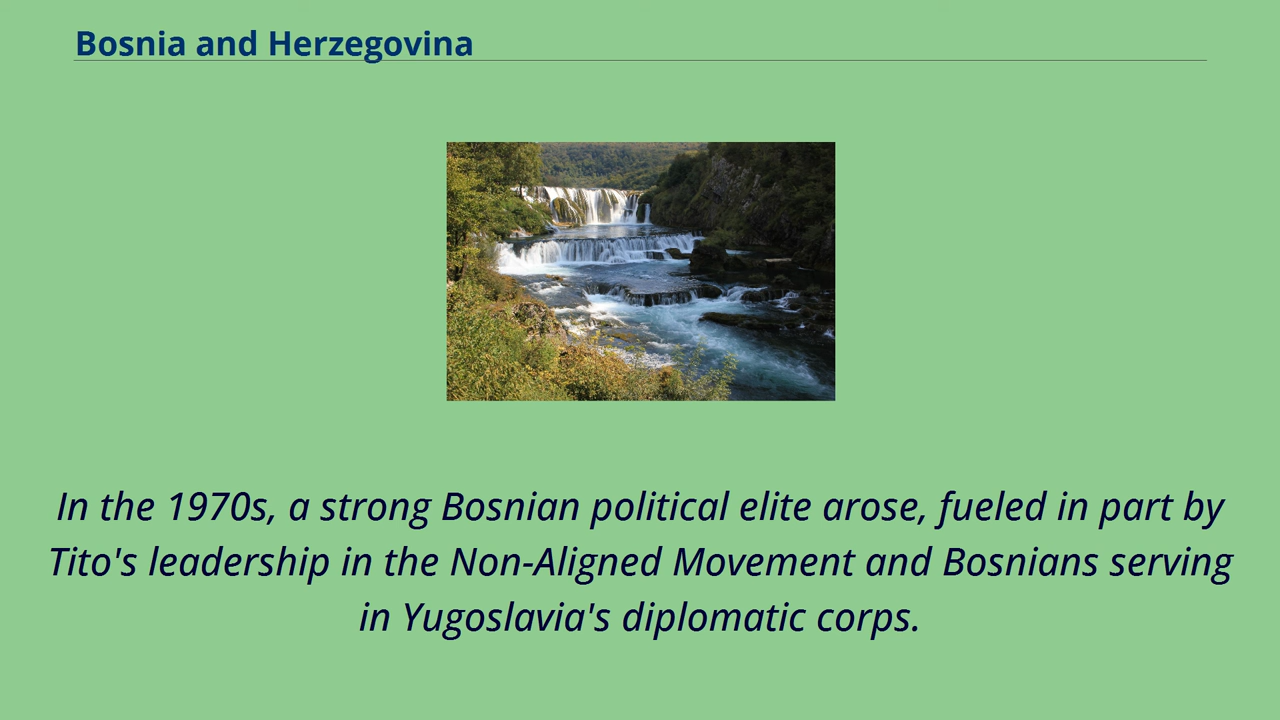 Bosnia and Herzegovina
In the 1970s, a strong Bosnian political elite arose, fueled in part by
Tito's leadership in the Non-Aligned Movement and Bosnians serving
in Yugoslavia's diplomatic corps.